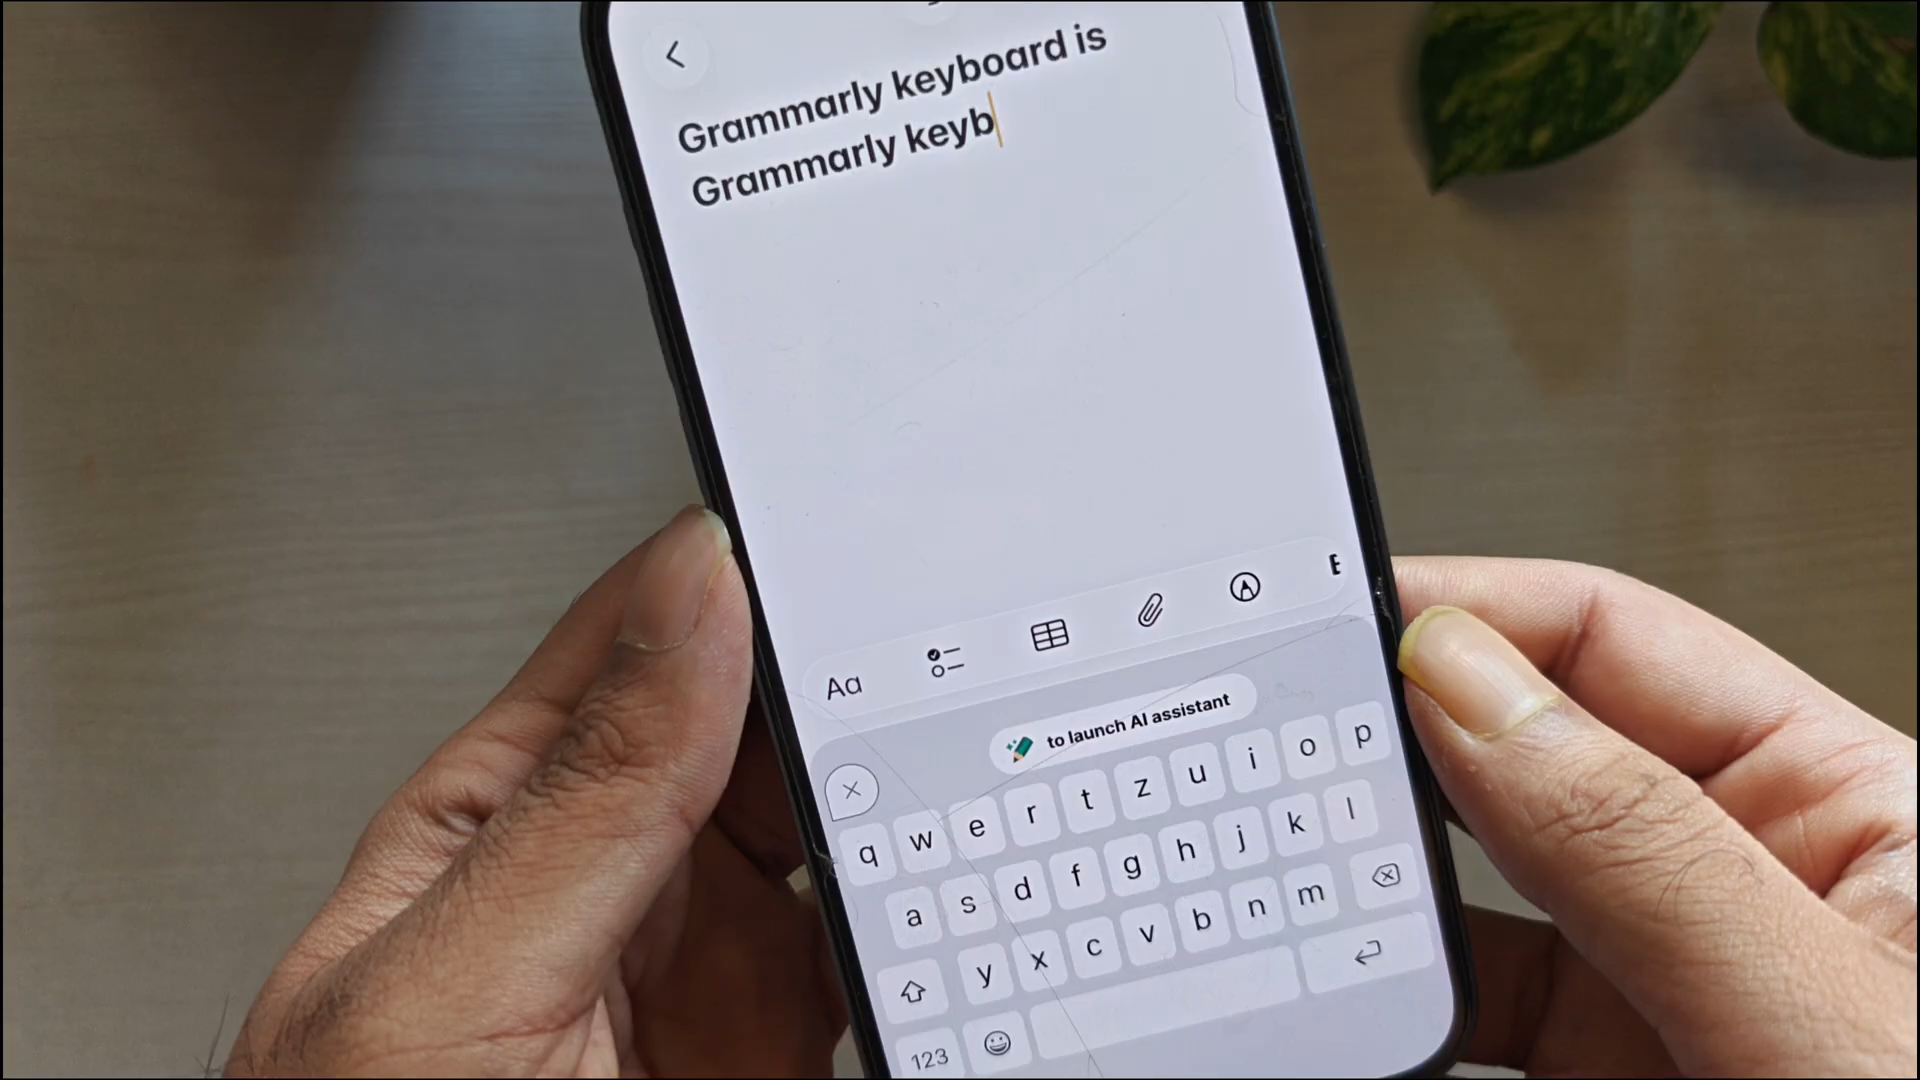 Grammarly keyboard is
Grammarly keyb
Aa
to launch AI assistant
q w e r t z u i o p
a s d f g h j k l
y x c v b n m
123